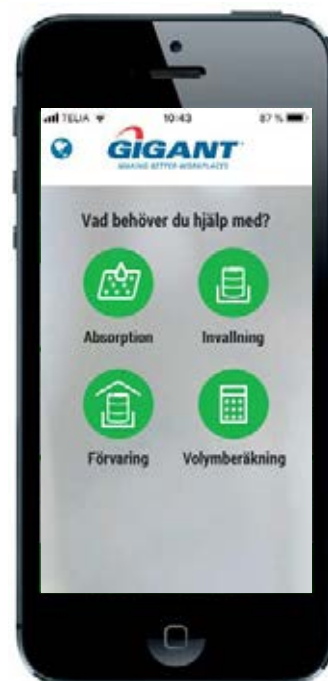 TELIA 10:43 87 %
GIGANT
MAKING BETTER WORKPLACES
Vad behöver du hjälp med?
Absorption Invallning
Förvaring Volymberäkning